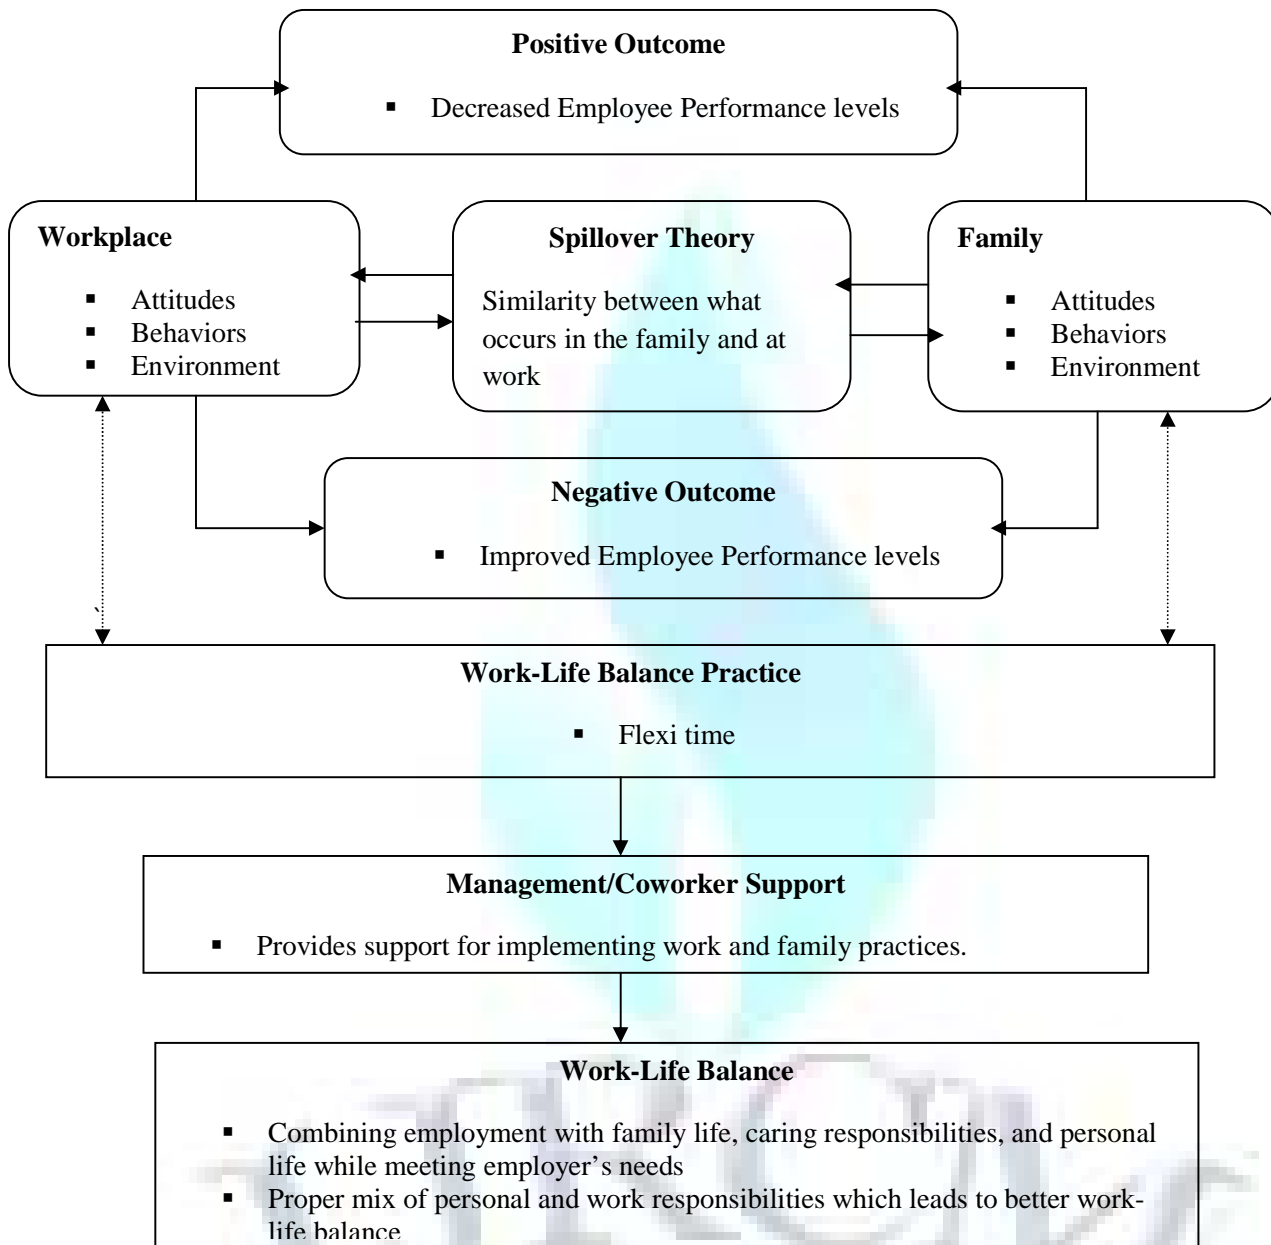 Positive Outcome
▪ Decreased Employee Performance levels
Workplace
▪ Attitudes
▪ Behaviors
▪ Environment
Spillover Theory
Similarity between what
occurs in the family and at
work
Family
▪ Attitudes
▪ Behaviors
▪ Environment
Negative Outcome
▪ Improved Employee Performance levels
`
Work-Life Balance Practice
▪ Flexi time
Management/Coworker Support
▪ Provides support for implementing work and family practices.
Work-Life Balance
▪ Combining employment with family life, caring responsibilities, and personal
life while meeting employer’s needs
▪ Proper mix of personal and work responsibilities which leads to better work-
life balance